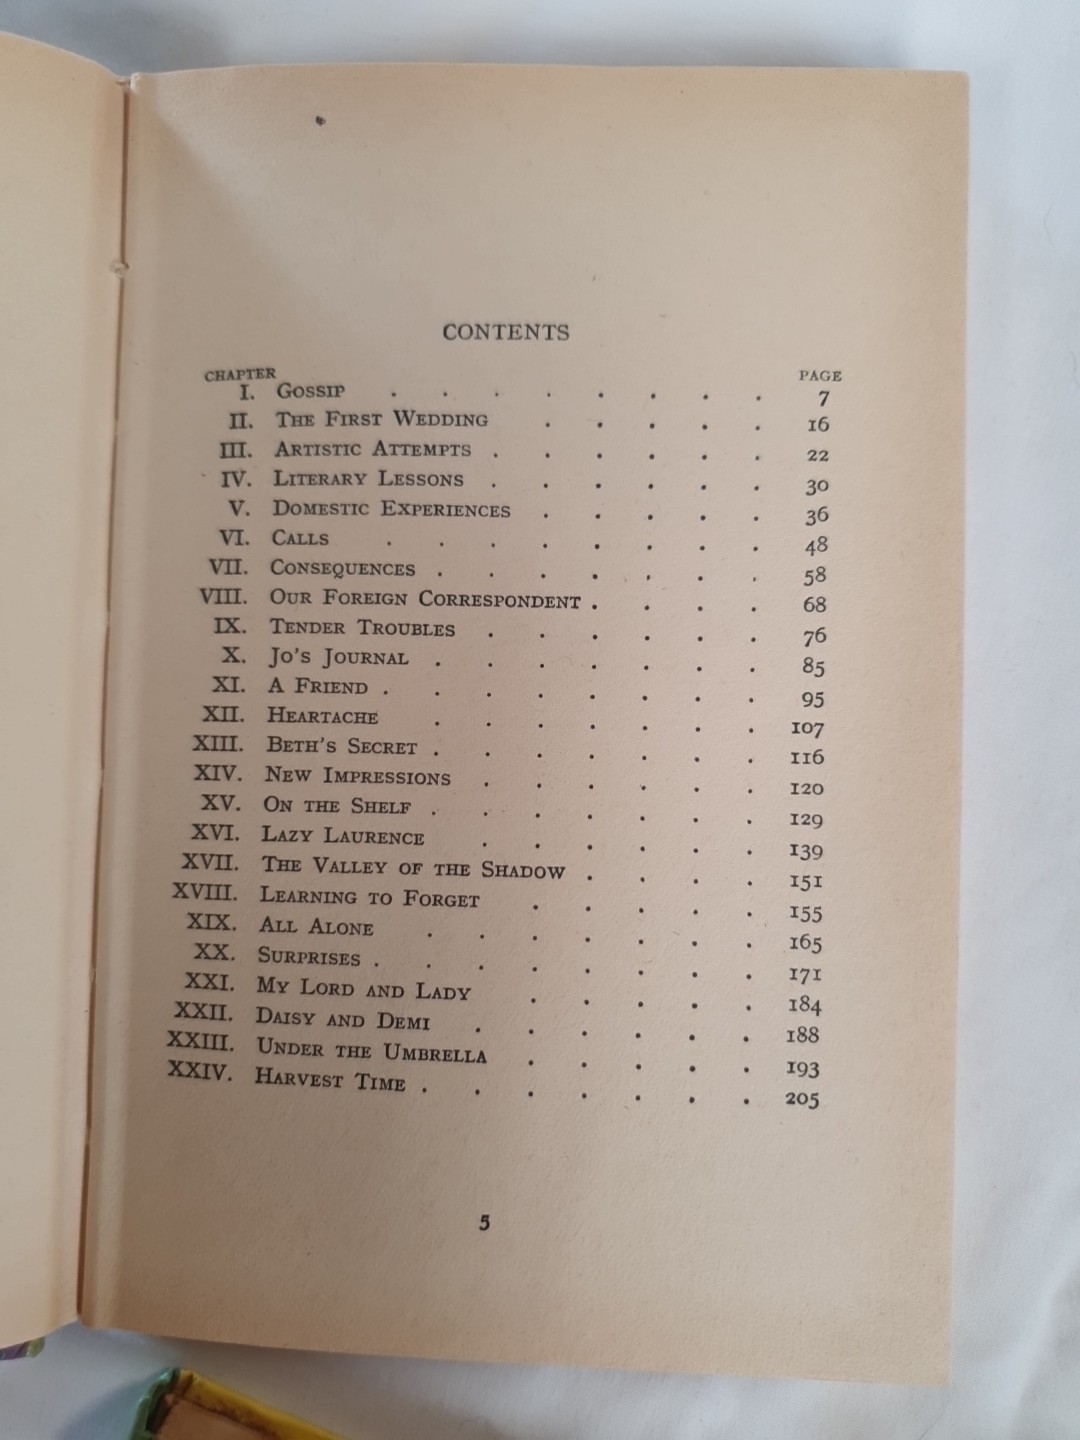 CONTENTS
CHAPTER PAGE
I. Gossip . . . . . . . . 7
II. The First Wedding . . . . . 16
III. Artistic Attempts . . . . . . 22
IV. Literary Lessons . . . . . . 30
V. Domestic Experiences . . . . . 36
VI. Calls . . . . . . . . 48
VII. Consequences . . . . . . . 58
VIII. Our Foreign Correspondent . . . . 68
IX. Tender Troubles . . . . . . 76
X. Jo's Journal . . . . . . . 85
XI. A Friend . . . . . . . . 95
XII. Heartache . . . . . . . 107
XIII. Beth's Secret . . . . . . . 116
XIV. New Impressions . . . . . . 120
XV. On the Shelf . . . . . . . 129
XVI. Lazy Laurence . . . . . . 139
XVII. The Valley of the Shadow . . . . 151
XVIII. Learning to Forget . . . . . 155
XIX. All Alone . . . . . . . 165
XX. Surprises . . . . . . . . 171
XXI. My Lord and Lady . . . . . 184
XXII. Daisy and Demi . . . . . . 188
XXIII. Under the Umbrella . . . . . 193
XXIV. Harvest Time . . . . . . . 205
5